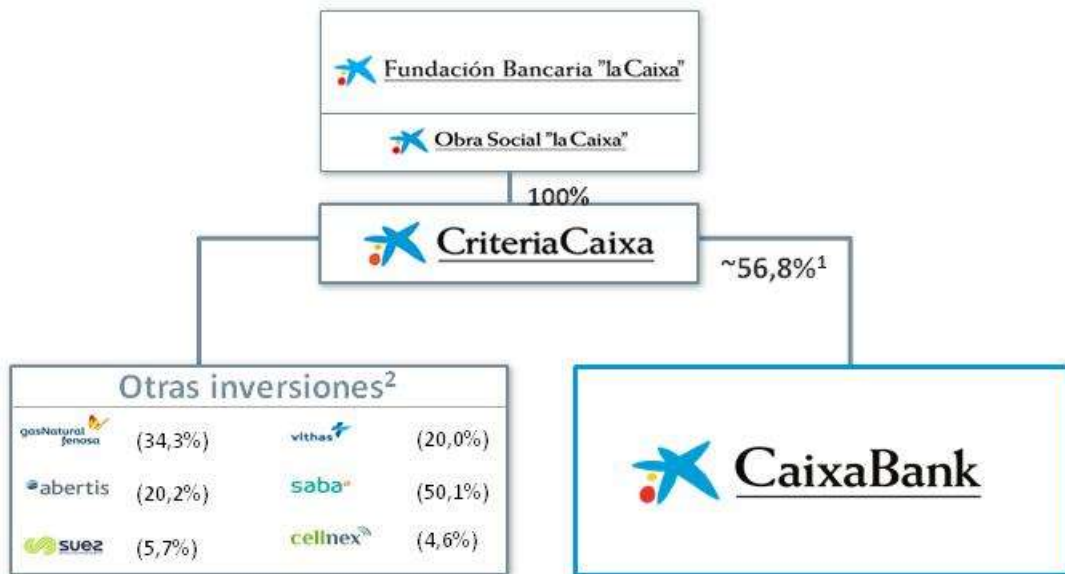 Fundación Bancaria "la Caixa"
Obra Social "la Caixa"
100%
CriteriaCaixa
~56,8%¹
Otras inversiones²
gasNatural
fenosa
(34,3%)
vithas
(20,0%)
abertis
(20,2%)
saba
(50,1%)
suez
(5,7%)
cellnex
(4,6%)
CaixaBank